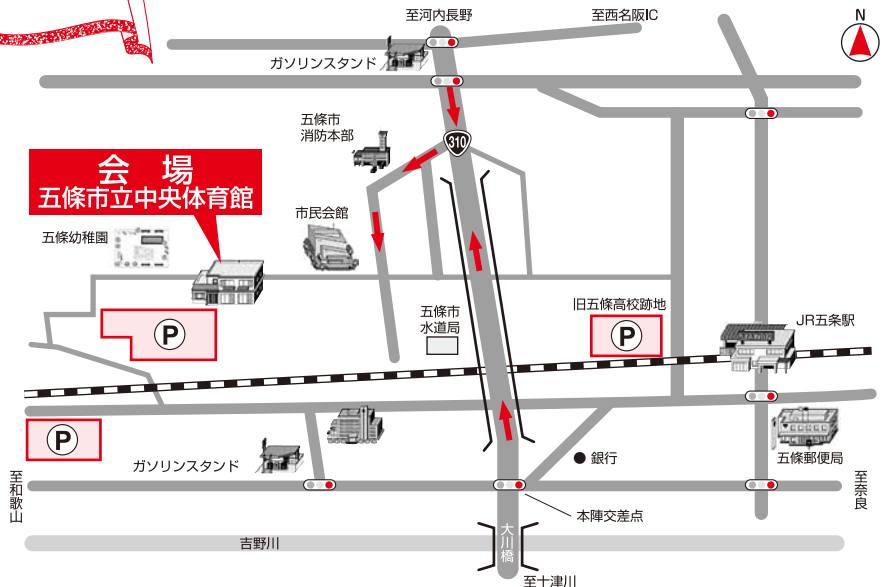 至河内長野
至西名阪IC
N
ガソリンスタンド
五條市
消防本部
310
会場
五條市立中央体育館
五條幼稚園
市民会館
五條市
水道局
旧五條高校跡地
JR五条駅
P
P
P
ガソリンスタンド
銀行
五條郵便局
至和歌山
至奈良
本陣交差点
大川橋
吉野川
至十津川